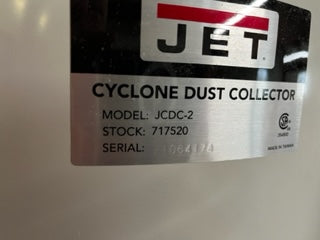 JET
CYCLONE DUST COLLECTOR
MODEL: JCDC-2
STOCK: 717520
SERIAL:
MADE IN TAIWAN